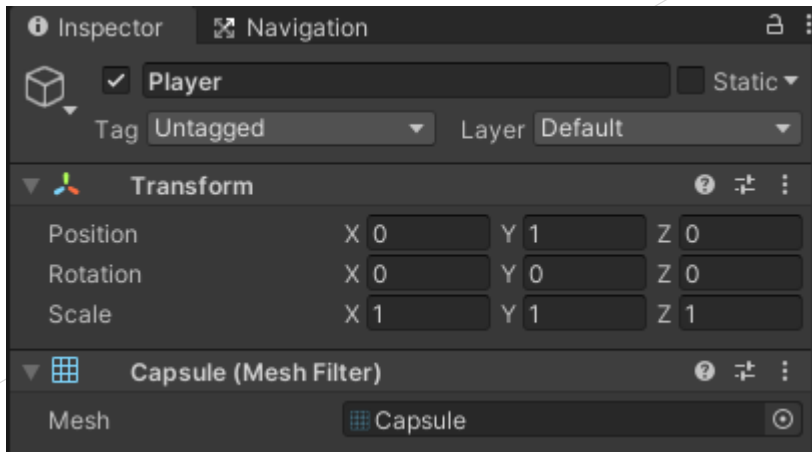 Inspector Navigation
Player Static
Tag Untagged Layer Default
Transform
Position X 0 Y 1 Z 0
Rotation X 0 Y 0 Z 0
Scale X 1 Y 1 Z 1
Capsule (Mesh Filter)
Mesh Capsule